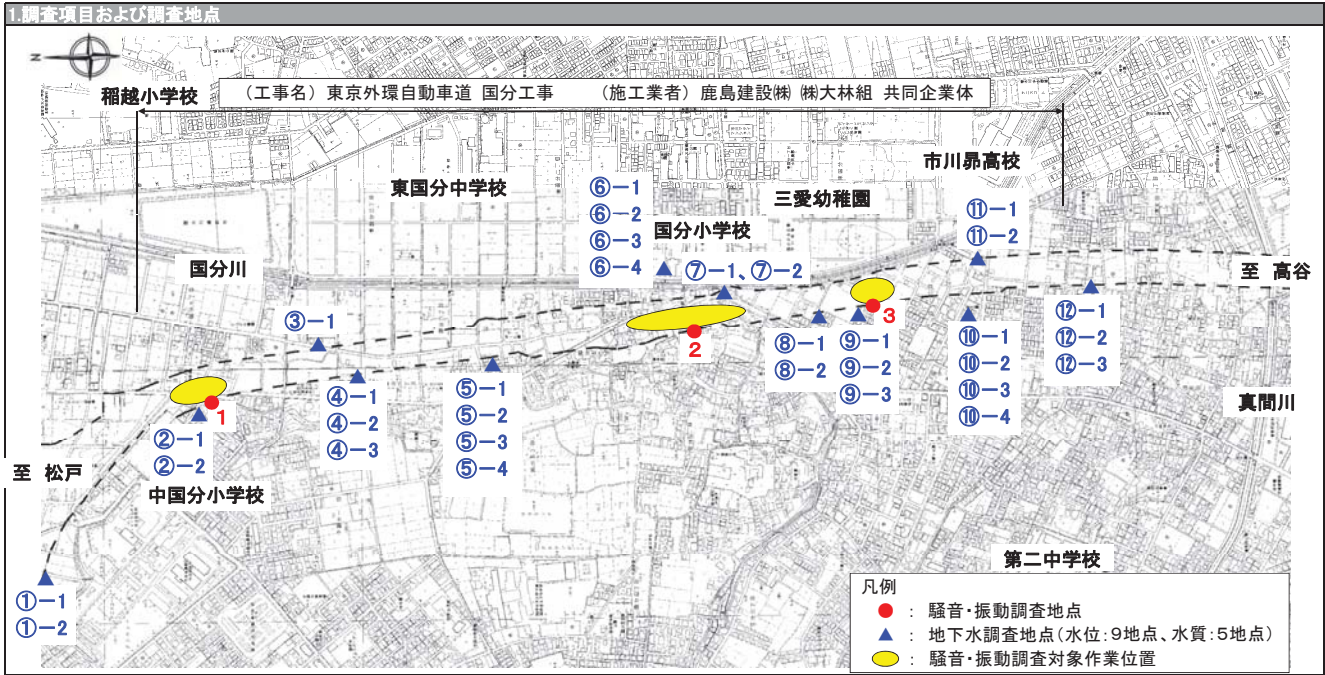 1.調査項目および調査地点
N
稲越小学校
（工事名）東京外環自動車道 国分工事　（施工業者）鹿島建設㈱ ㈱大林組 共同企業体
市川昴高校
東国分中学校
⑥－1
⑥－2
⑥－3
⑥－4
三愛幼稚園
国分小学校
⑪－1
⑪－2
国分川
⑦－1、⑦－2
至 高谷
③－1
3
2
⑧－1
⑧－2
⑨－1
⑨－2
⑨－3
⑩－1
⑩－2
⑩－3
⑩－4
⑫－1
⑫－2
⑫－3
④－1
④－2
④－3
⑤－1
⑤－2
⑤－3
⑤－4
1
②－1
②－2
真間川
至 松戸
中国分小学校
第二中学校
①－1
①－2
凡例
： 騒音・振動調査地点
： 地下水調査地点（水位：9地点、水質：5地点）
： 騒音・振動調査対象作業位置